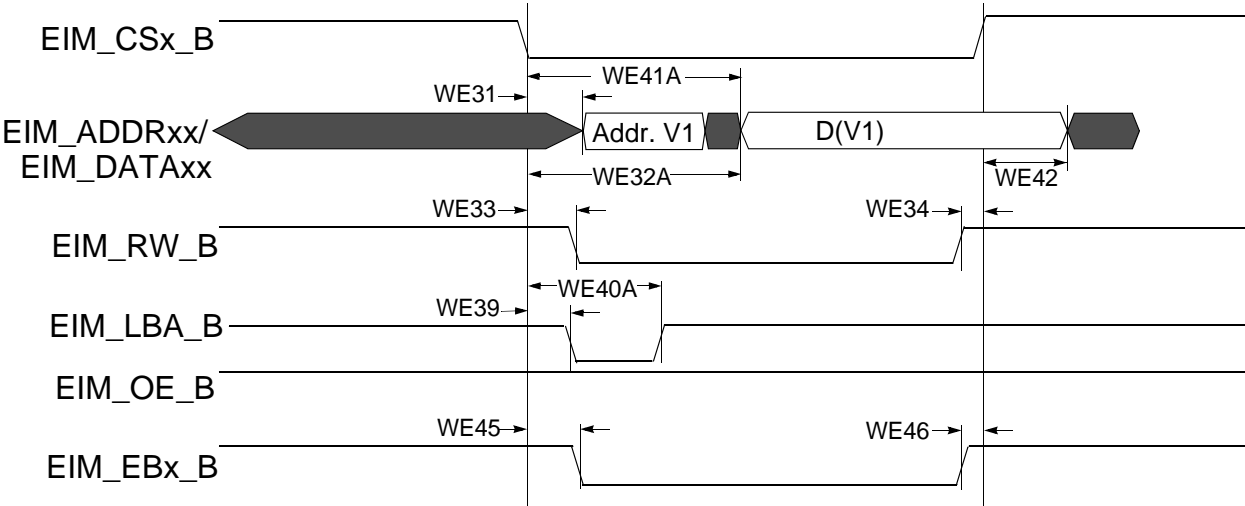 EIM_CSx_B
WE41A
WE31
EIM_ADDRxx/
EIM_DATAxx
Addr. V1
D(V1)
WE32A
WE42
WE33
WE34
EIM_RW_B
WE40A
WE39
EIM_LBA_B
EIM_OE_B
WE45
WE46
EIM_EBx_B